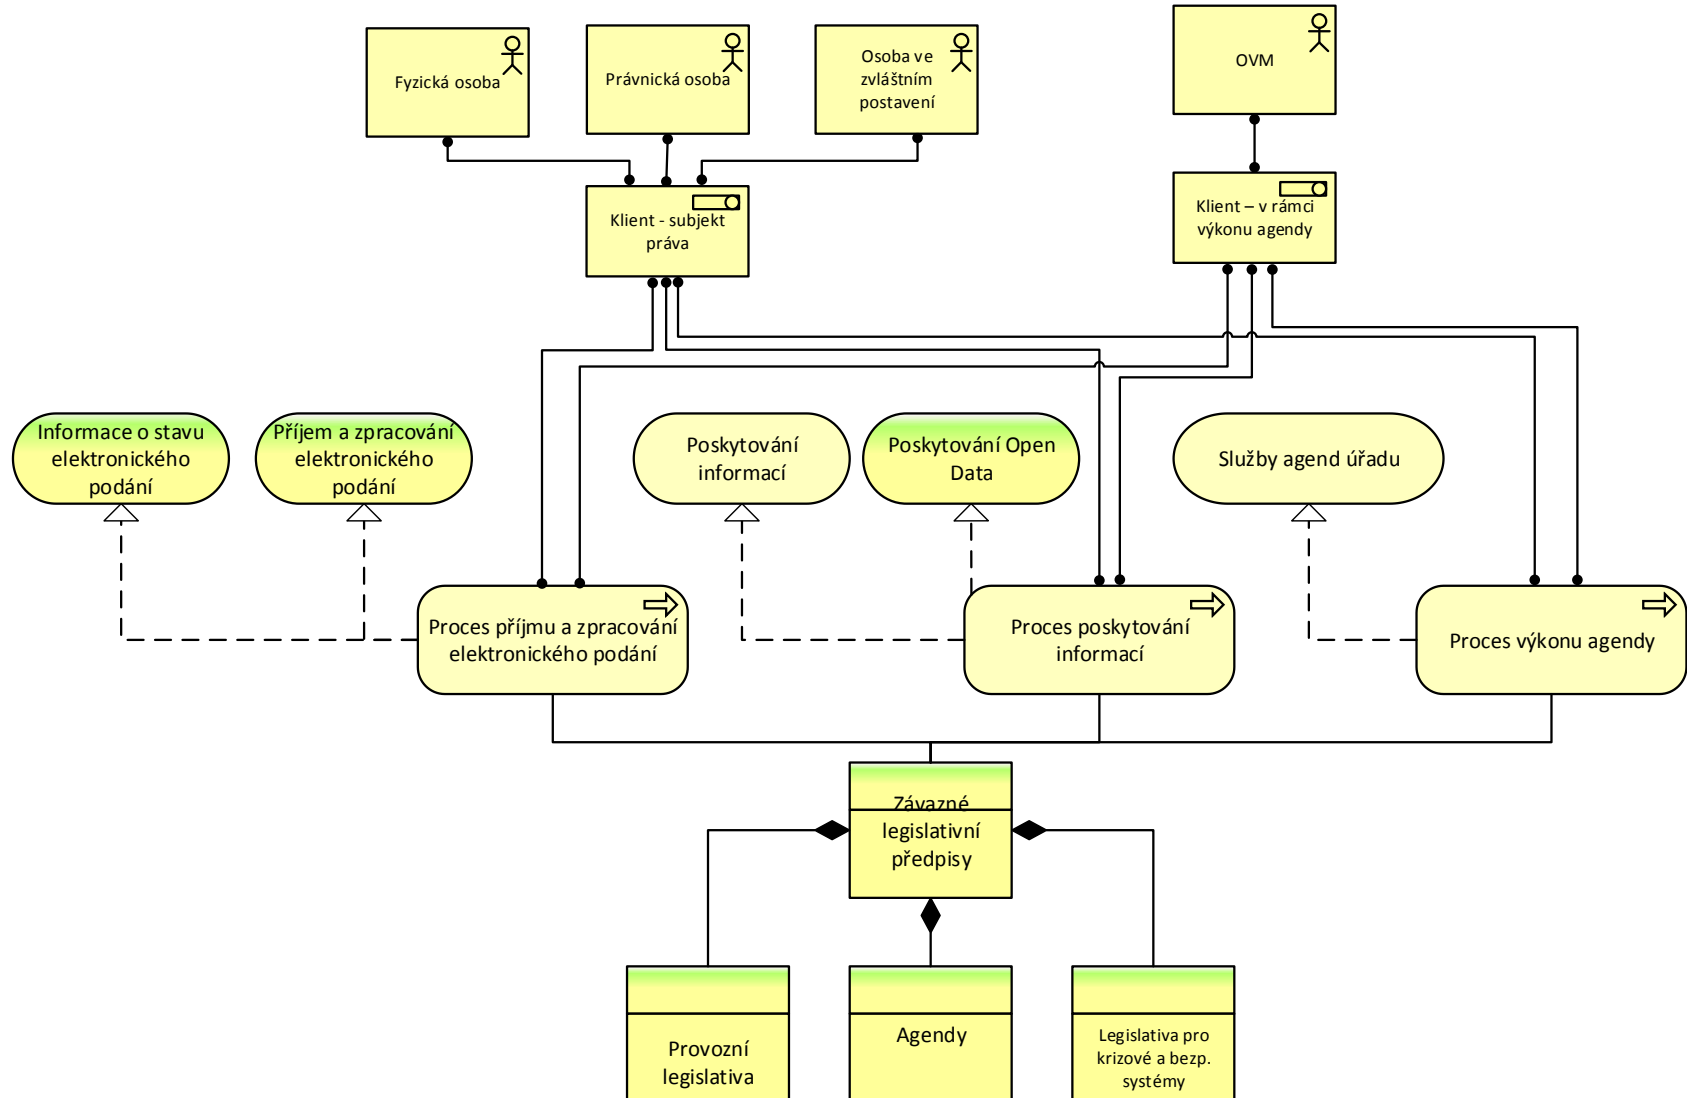 Fyzická osoba
Právnická osoba
Osoba ve
zvláštním
postavení
OVM
Klient - subjekt
práva
Klient – v rámci
výkonu agendy
Informace o stavu
elektronického
podání
Příjem a zpracování
elektronického
podání
Poskytování
informací
Poskytování Open
Data
Služby agend úřadu
Proces příjmu a zpracování
elektronického podání
Proces poskytování
informací
Proces výkonu agendy
Závazné
legislativní
předpisy
Provozní
legislativa
Agendy
Legislativa pro
krizové a bezp.
systémy